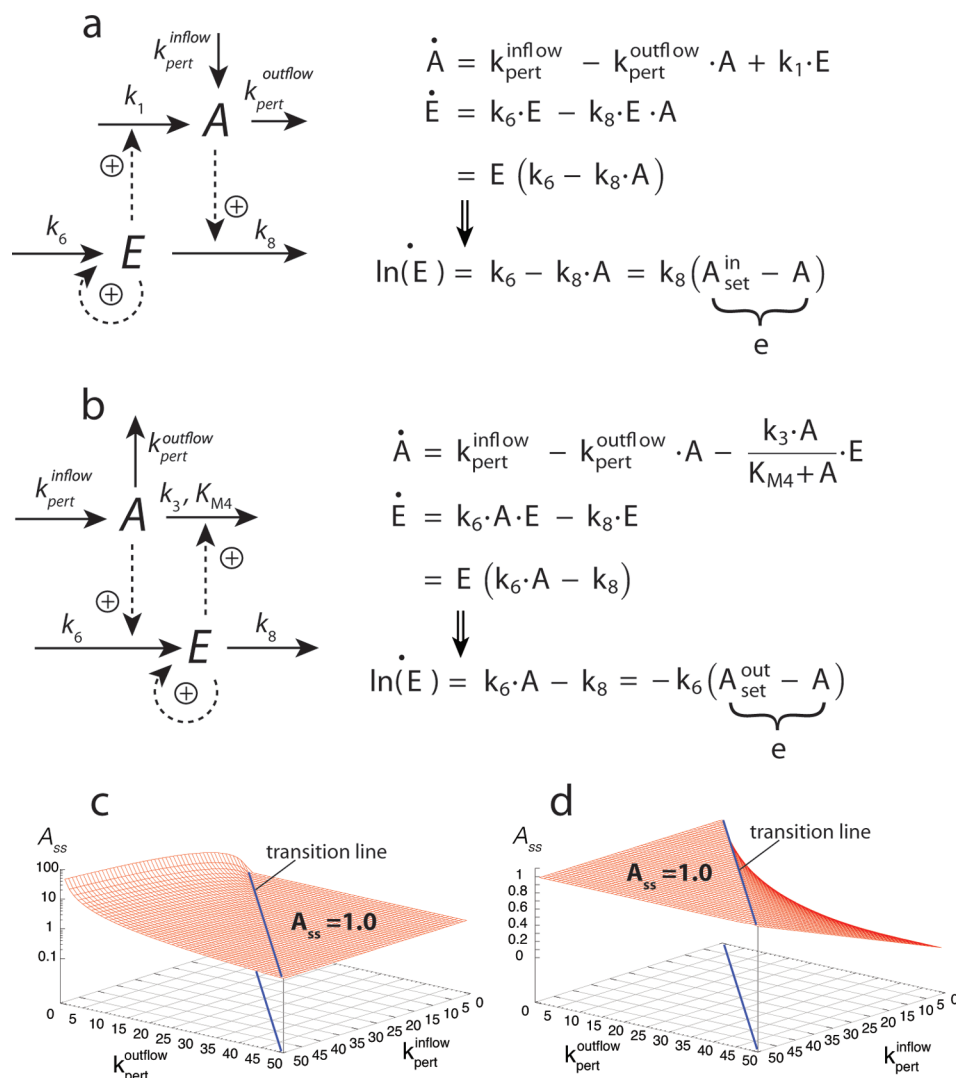 a
k_pert^inflow
k_pert^outflow
k_1
A
⊕
⊕
k_6
E
k_8
⊕
Ȧ = k_pert^inflow − k_pert^outflow · A + k_1·E
Ė = k_6·E − k_8·E·A
= E (k_6 − k_8·A)
⇓
ln(Ė) = k_6 − k_8·A = k_8(A_set^in − A)
e
b
k_pert^outflow
k_pert^inflow
k_3, K_M4
A
⊕
⊕
k_6
E
k_8
⊕
Ȧ = k_pert^inflow − k_pert^outflow ·A − k_3·A / K_M4 + A ·E
Ė = k_6·A·E − k_8·E
= E (k_6·A − k_8)
⇓
ln(Ė) = k_6·A − k_8 = −k_6(A_set^out − A)
e
c
A_ss
transition line
100
10
1
0.1
A_ss =1.0
0 5 10 15 20 25 30 35 40 45 50
50 45 40 35 30 25 20 15 10 5 0
k_pert^outflow
k_pert^inflow
d
A_ss
transition line
1
0.8
0.6
0.4
0.2
0
A_ss =1.0
0 5 10 15 20 25 30 35 40 45 50
50 45 40 35 30 25 20 15 10 5 0
k_pert^outflow
k_pert^inflow